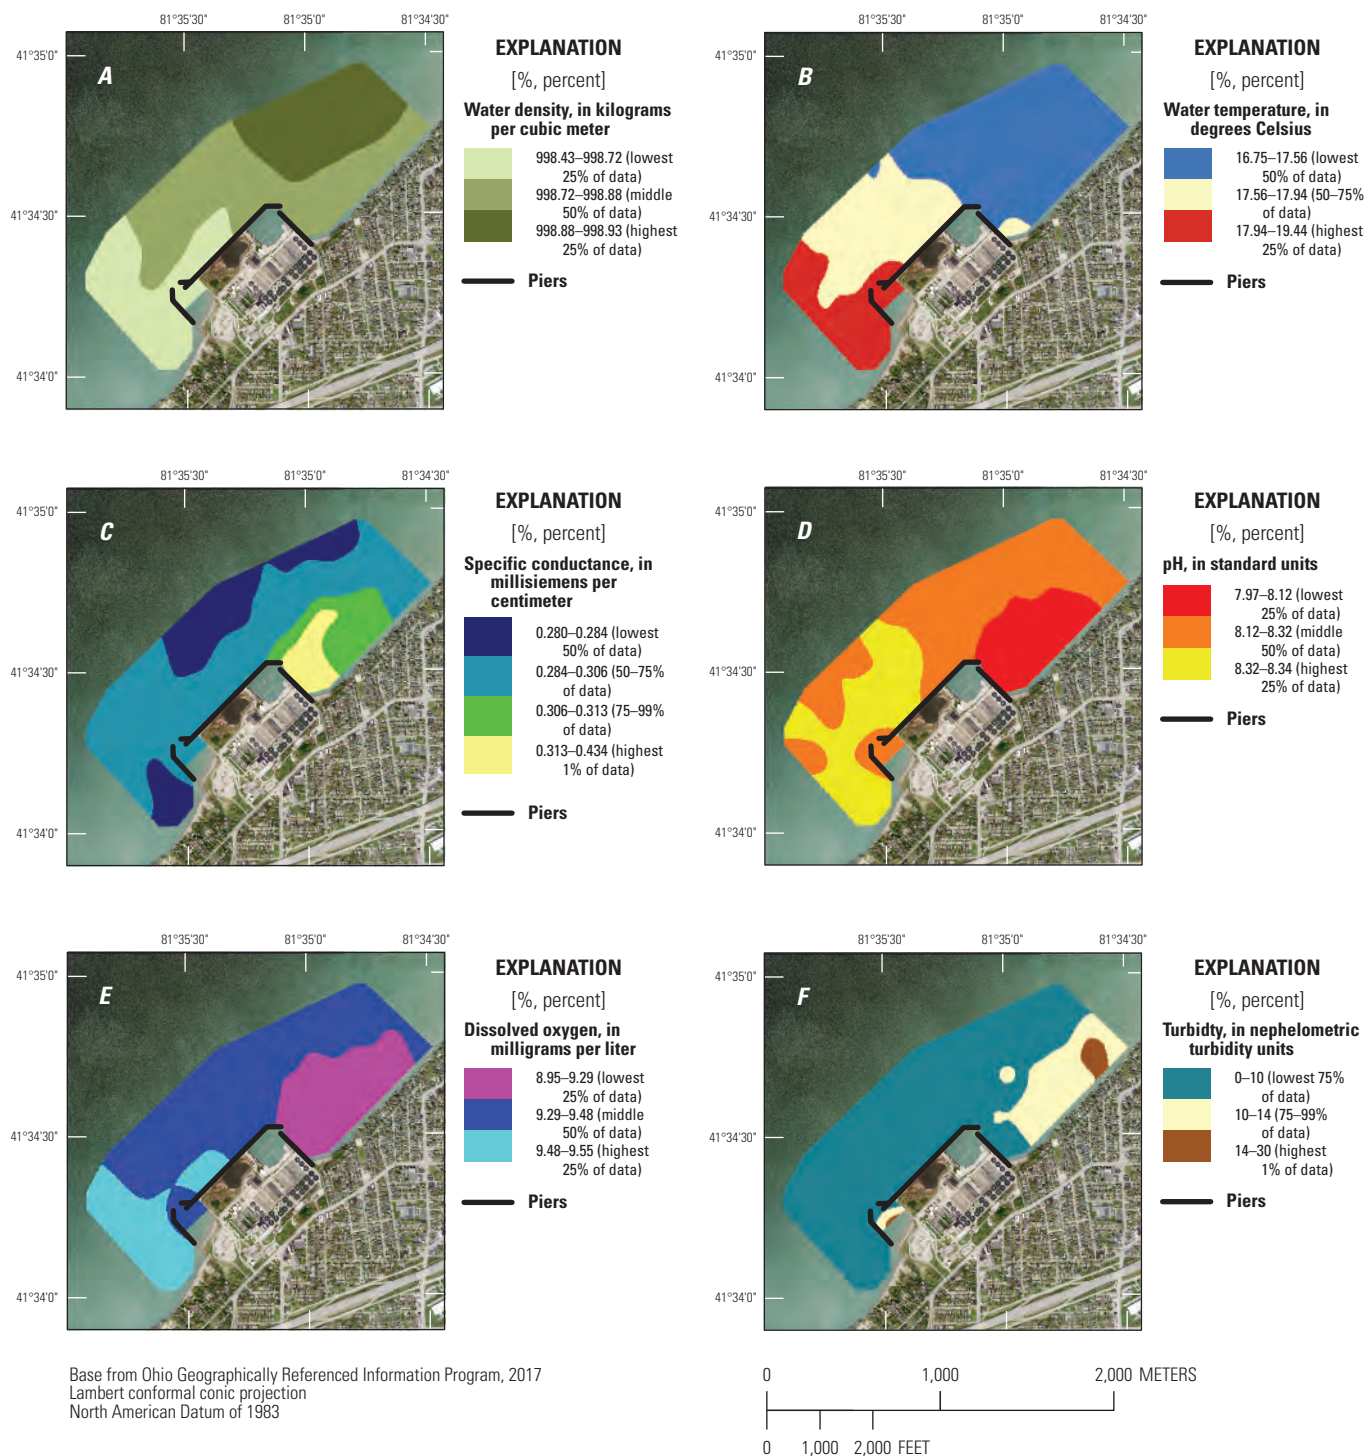 81°35'30"
81°35'0"
81°34'30"
41°35'0"
41°34'30"
41°34'0"
A
EXPLANATION
[%, percent]
Water density, in kilograms
per cubic meter
998.43–998.72 (lowest
25% of data)
998.72–998.88 (middle
50% of data)
998.88–998.93 (highest
25% of data)
Piers
81°35'30"
81°35'0"
81°34'30"
41°35'0"
41°34'30"
41°34'0"
B
EXPLANATION
[%, percent]
Water temperature, in
degrees Celsius
16.75–17.56 (lowest
50% of data)
17.56–17.94 (50–75%
of data)
17.94–19.44 (highest
25% of data)
Piers
81°35'30"
81°35'0"
81°34'30"
41°35'0"
41°34'30"
41°34'0"
C
EXPLANATION
[%, percent]
Specific conductance, in
millisiemens per
centimeter
0.280–0.284 (lowest
50% of data)
0.284–0.306 (50–75%
of data)
0.306–0.313 (75–99%
of data)
0.313–0.434 (highest
1% of data)
Piers
81°35'30"
81°35'0"
81°34'30"
41°35'0"
41°34'30"
41°34'0"
D
EXPLANATION
[%, percent]
pH, in standard units
7.97–8.12 (lowest
25% of data)
8.12–8.32 (middle
50% of data)
8.32–8.34 (highest
25% of data)
Piers
81°35'30"
81°35'0"
81°34'30"
41°35'0"
41°34'30"
41°34'0"
E
EXPLANATION
[%, percent]
Dissolved oxygen, in
milligrams per liter
8.95–9.29 (lowest
25% of data)
9.29–9.48 (middle
50% of data)
9.48–9.55 (highest
25% of data)
Piers
81°35'30"
81°35'0"
81°34'30"
41°35'0"
41°34'30"
41°34'0"
F
EXPLANATION
[%, percent]
Turbidty, in nephelometric
turbidity units
0–10 (lowest 75%
of data)
10–14 (75–99%
of data)
14–30 (highest
1% of data)
Piers
Base from Ohio Geographically Referenced Information Program, 2017
Lambert conformal conic projection
North American Datum of 1983
0 1,000 2,000 METERS
0 1,000 2,000 FEET